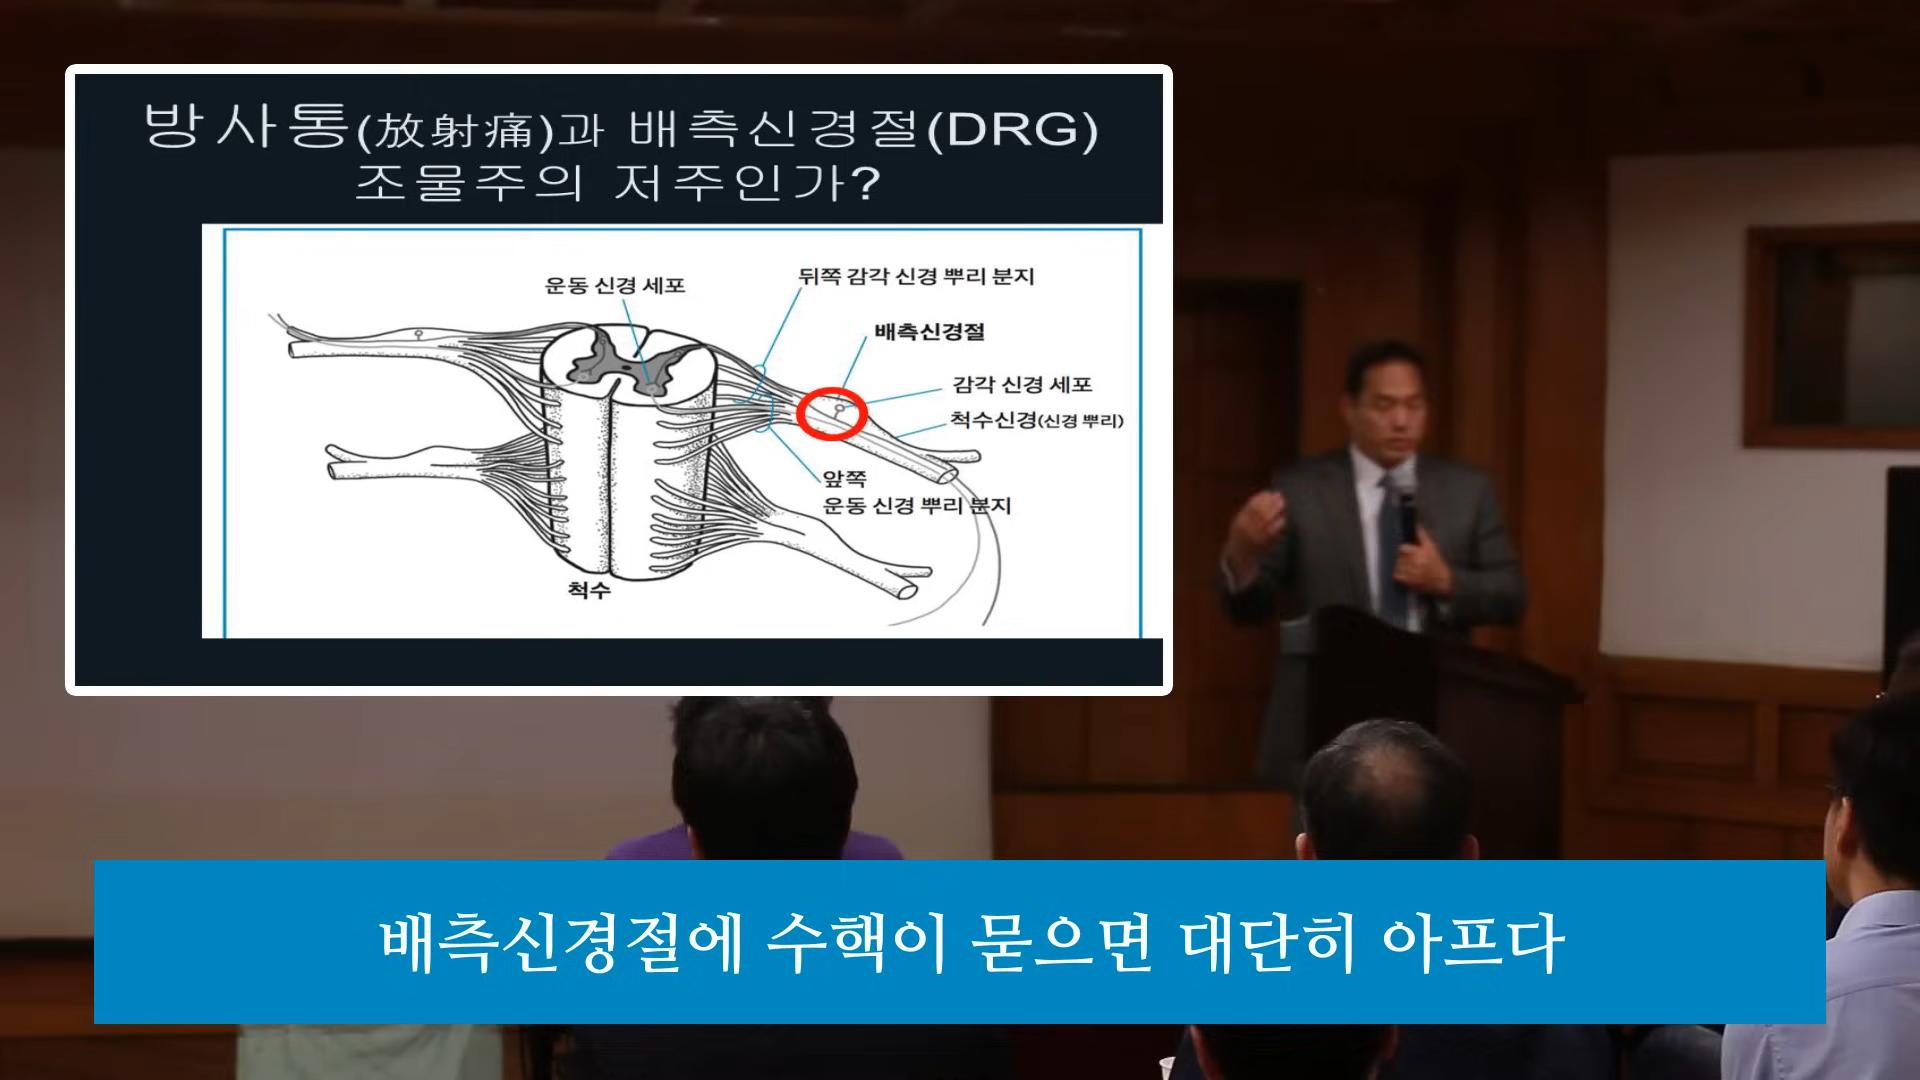 방사통(放射痛)과 배측신경절(DRG)
조물주의 저주인가?
운동 신경 세포
뒤쪽 감각 신경 뿌리 분지
배측신경절
감각 신경 세포
척수신경(신경 뿌리)
앞쪽
운동 신경 뿌리 분지
척수
배측신경절에 수핵이 묻으면 대단히 아프다